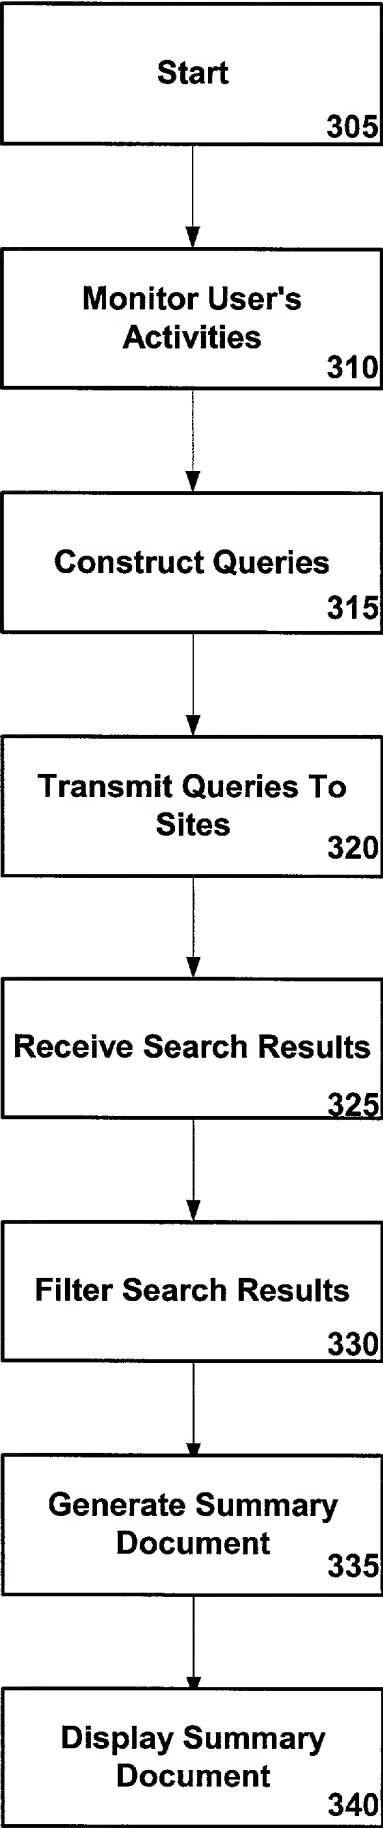 Start
305
Monitor User's
Activities
310
Construct Queries
315
Transmit Queries To
Sites
320
Receive Search Results
325
Filter Search Results
330
Generate Summary
Document
335
Display Summary
Document
340